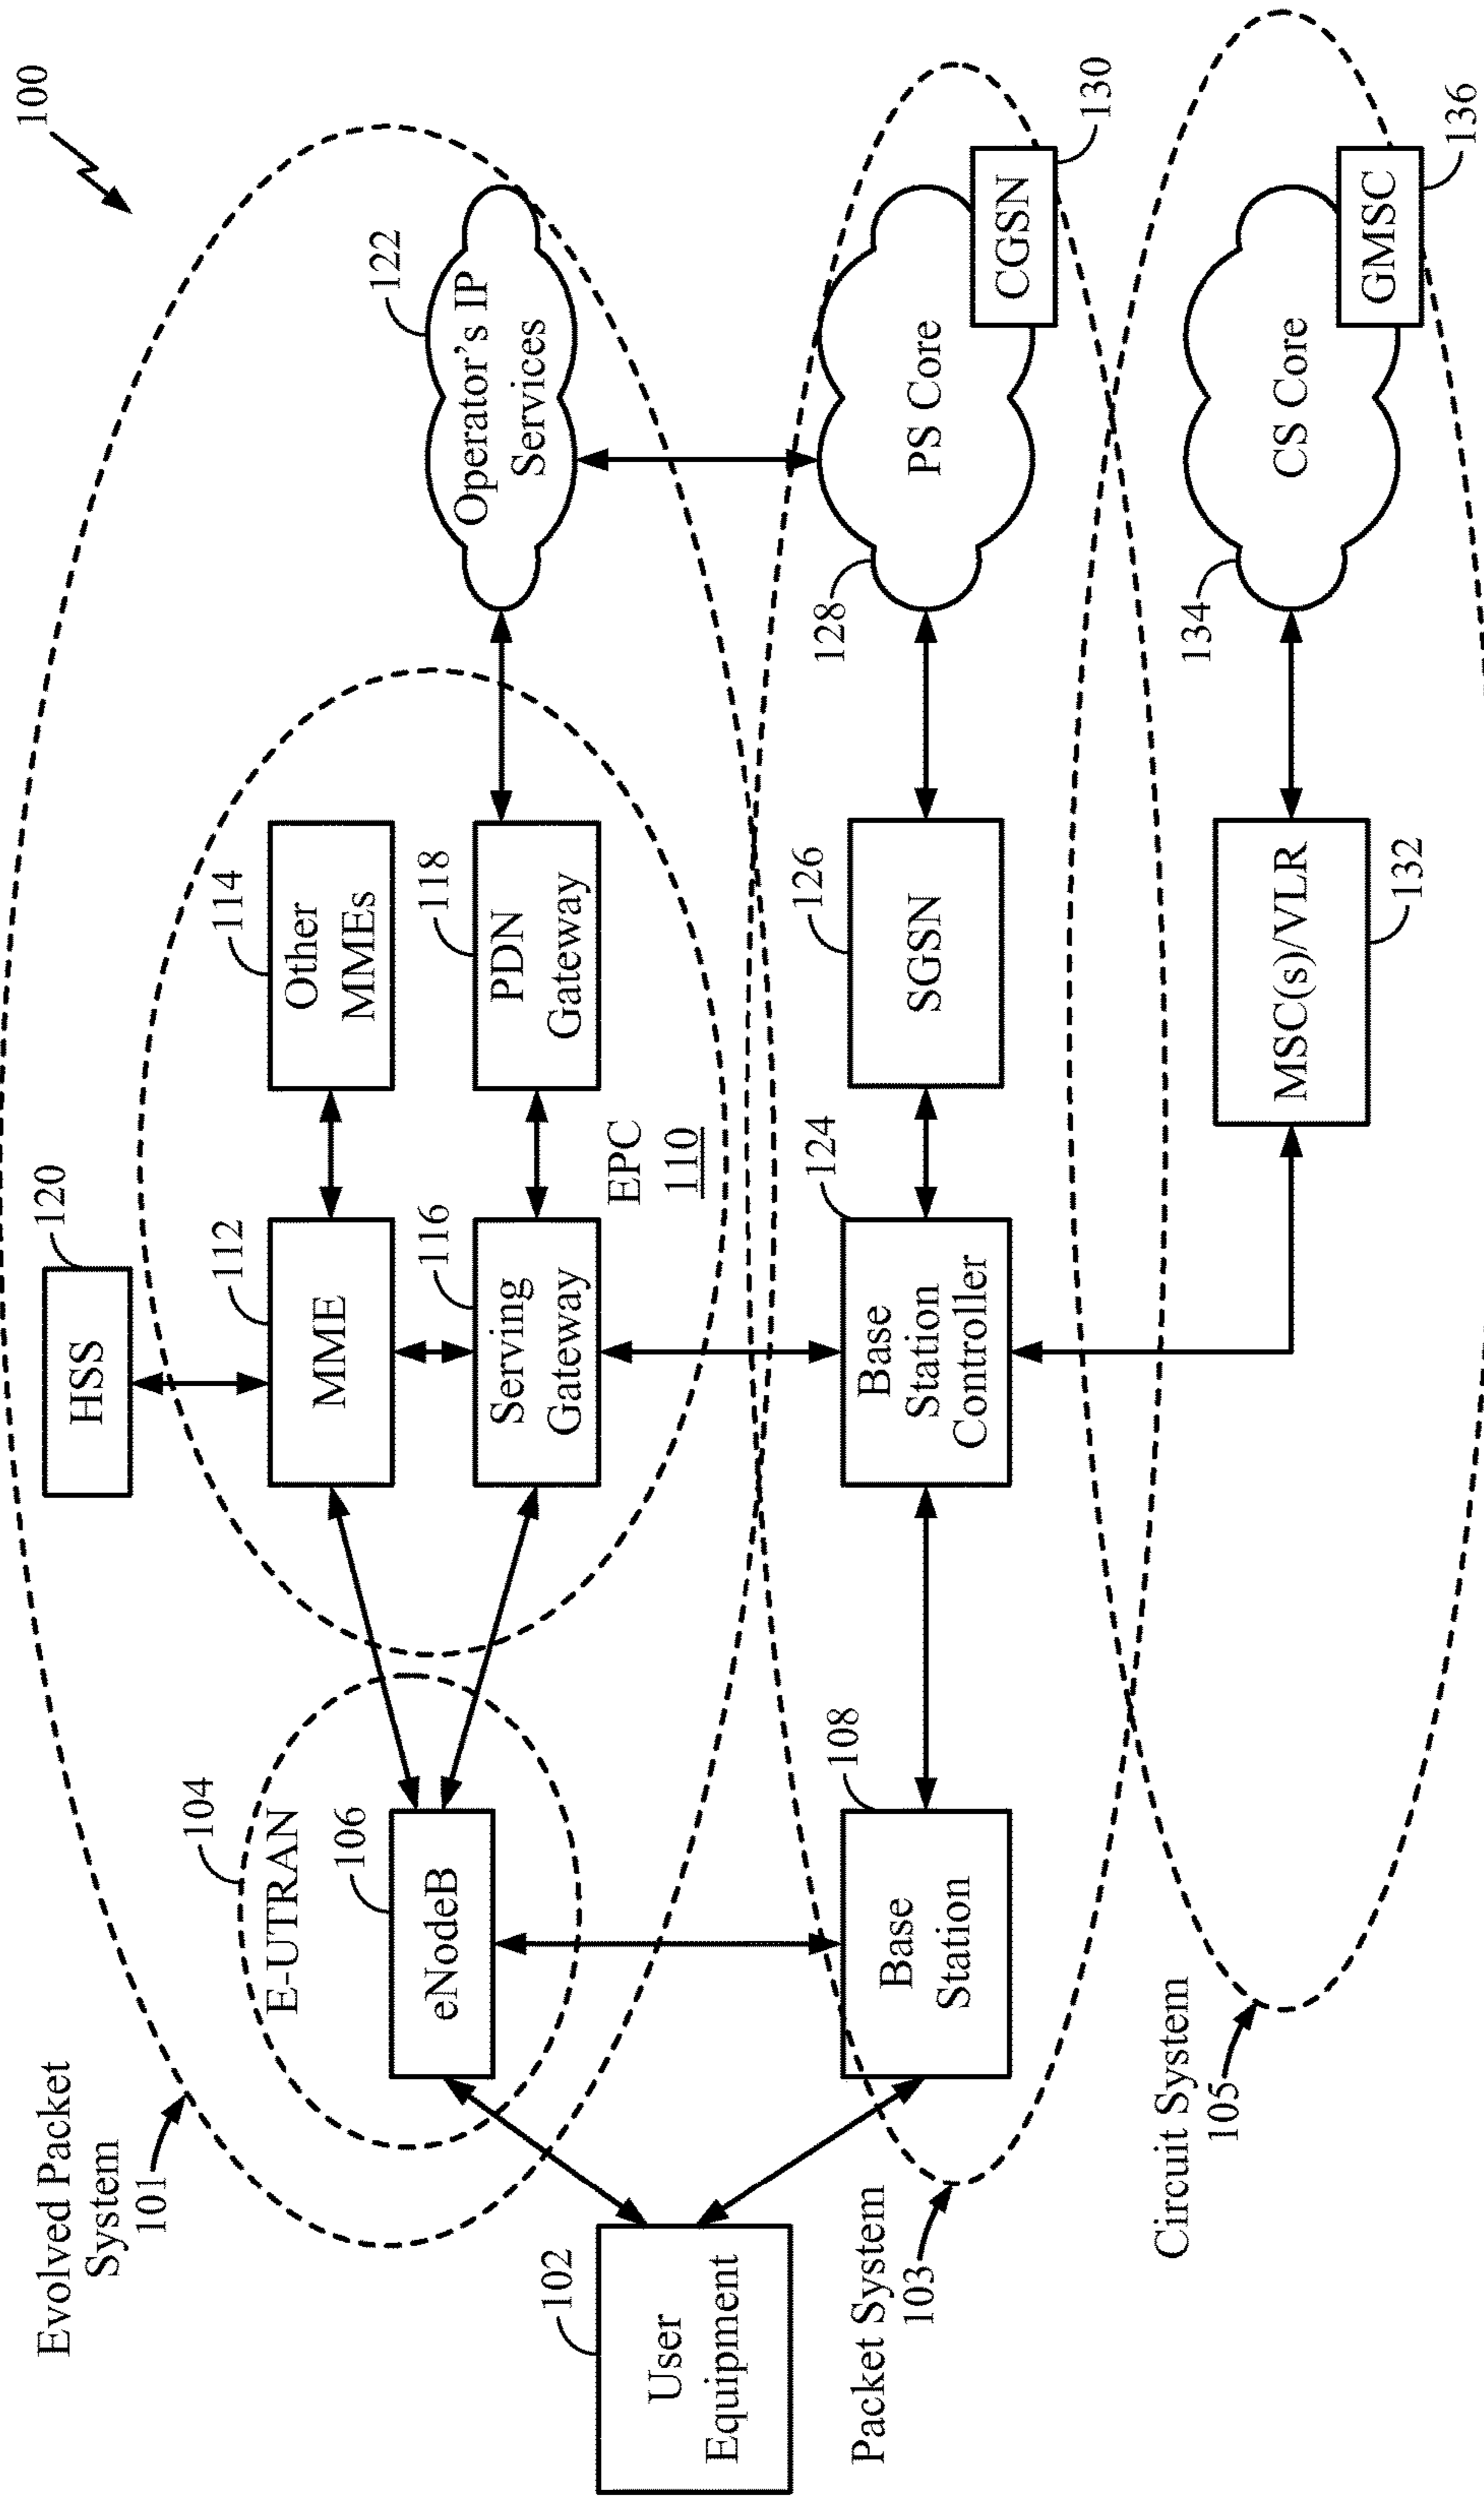 100
Evolved Packet
System
101
HSS
120
104
E-UTRAN
106
eNodeB
112
MME
114
Other
MMEs
116
Serving
Gateway
118
PDN
Gateway
EPC
110
122
Operator's IP
Services
102
User
Equipment
Packet System
103
108
Base
Station
124
Base
Station
Controller
126
SGSN
128
PS Core
CGSN
130
Circuit System
105
MSC(s)/VLR
132
134
CS Core
GMSC
136